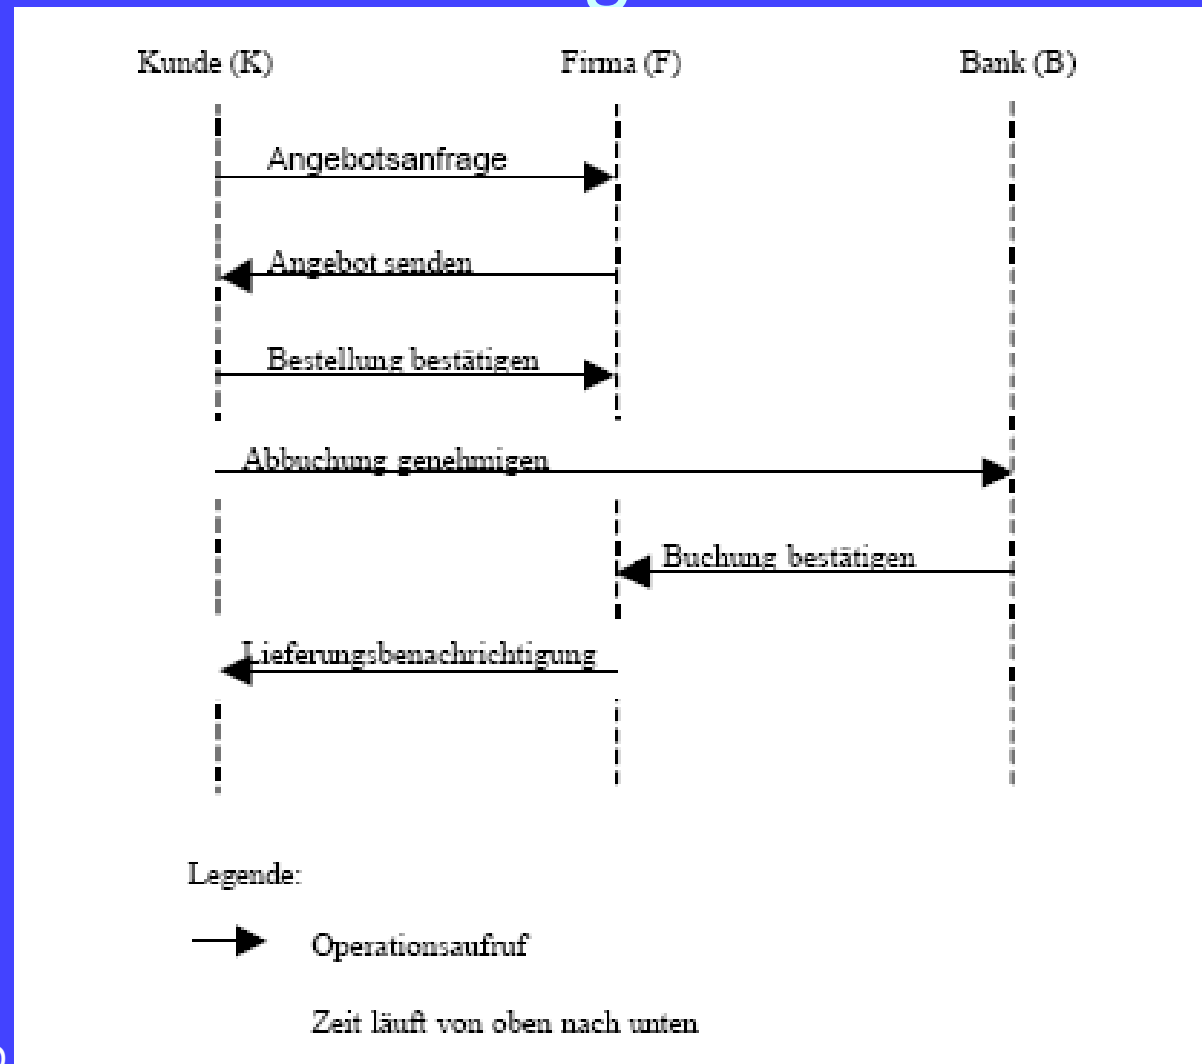 Kunde (K) Firma (F) Bank (B)
Angebotsanfrage
Angebot senden
Bestellung bestätigen
Abbuchung genehmigen
Buchung bestätigen
Lieferungsbenachrichtigung
Legende:
Operationsaufruf
Zeit läuft von oben nach unten